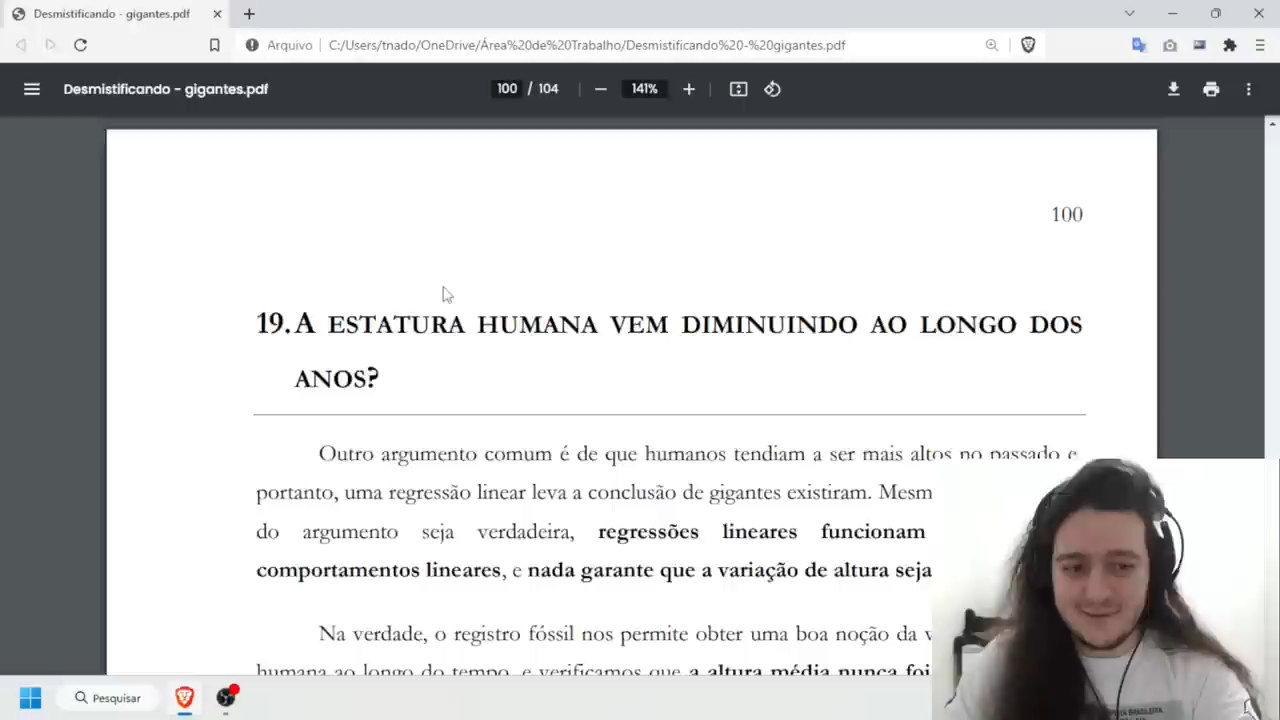 Desmistificando - gigantes.pdf
Arquivo
C:/Users/tnado/OneDrive/Área%20de%20Trabalho/Desmistificando%20-%20gigantes.pdf
Desmistificando - gigantes.pdf
100 / 104
141%
100
19. A ESTATURA HUMANA VEM DIMINUINDO AO LONGO DOS
ANOS?
Outro argumento comum é de que humanos tendiam a ser mais altos no passado e
portanto, uma regressão linear leva a conclusão de gigantes existiram. Mesm
do argumento seja verdadeira, regressões lineares funcionam
comportamentos lineares, e nada garante que a variação de altura seja
Na verdade, o registro fóssil nos permite obter uma boa noção da v
humana ao longo do tempo, e verificamos que a altura média nunca foi
Pesquisar